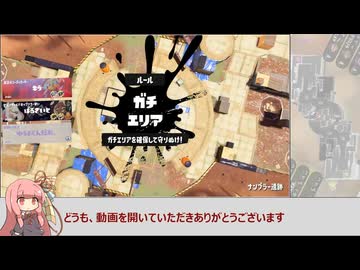 ルール
ガチ
エリア
ガチエリアを確保して守りぬけ!
ナンプラー遺跡
どうも、動画を開いていただきありがとうございます